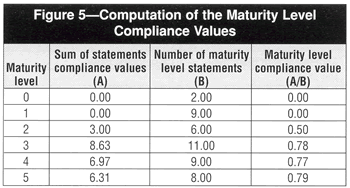 Figure 5—Computation of the Maturity Level
Compliance Values
Maturity level Sum of statements compliance values (A) Number of maturity level statements (B) Maturity level compliance value (A/B)
0 0.00 2.00 0.00
1 0.00 9.00 0.00
2 3.00 6.00 0.50
3 8.63 11.00 0.78
4 6.97 9.00 0.77
5 6.31 8.00 0.79